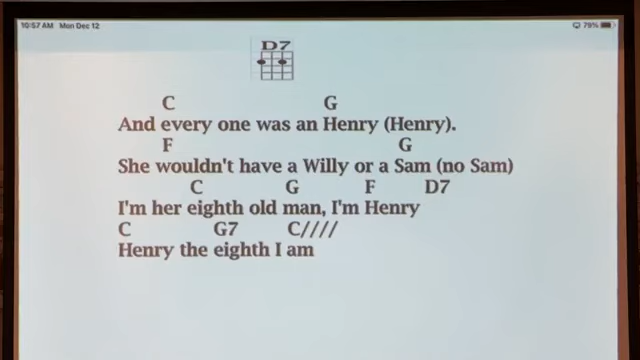 10:57 AM Mon Dec 12
79%
D7
C G
And every one was an Henry (Henry).
F G
She wouldn't have a Willy or a Sam (no Sam)
C G F D7
I'm her eighth old man, I'm Henry
C G7 C////
Henry the eighth I am